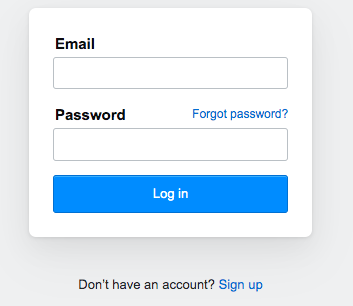 Email
Password Forgot password?
Log in
Don't have an account? Sign up